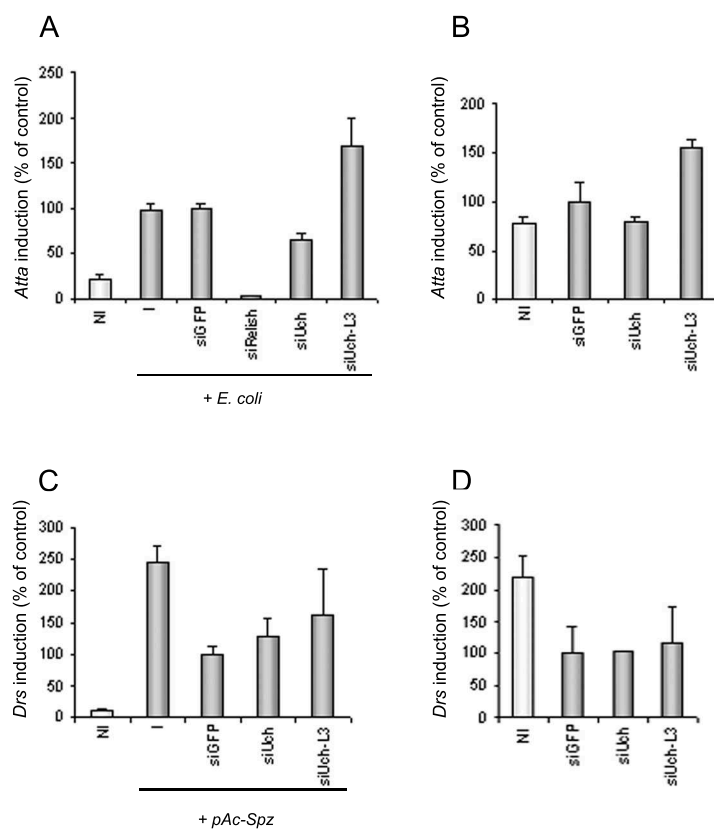 A
Atta induction (% of control)
250
200
150
100
50
0
NI
I
siGFP
siRelish
siUch
siUch-L3
+ E. coli
B
Atta induction (% of control)
200
150
100
50
0
NI
siGFP
siUch
siUch-L3
C
Drs induction (% of control)
300
250
200
150
100
50
0
NI
I
siGFP
siUch
siUch-L3
+ pAc-Spz
D
Drs induction (% of control)
300
250
200
150
100
50
0
NI
siGFP
siUch
siUch-L3